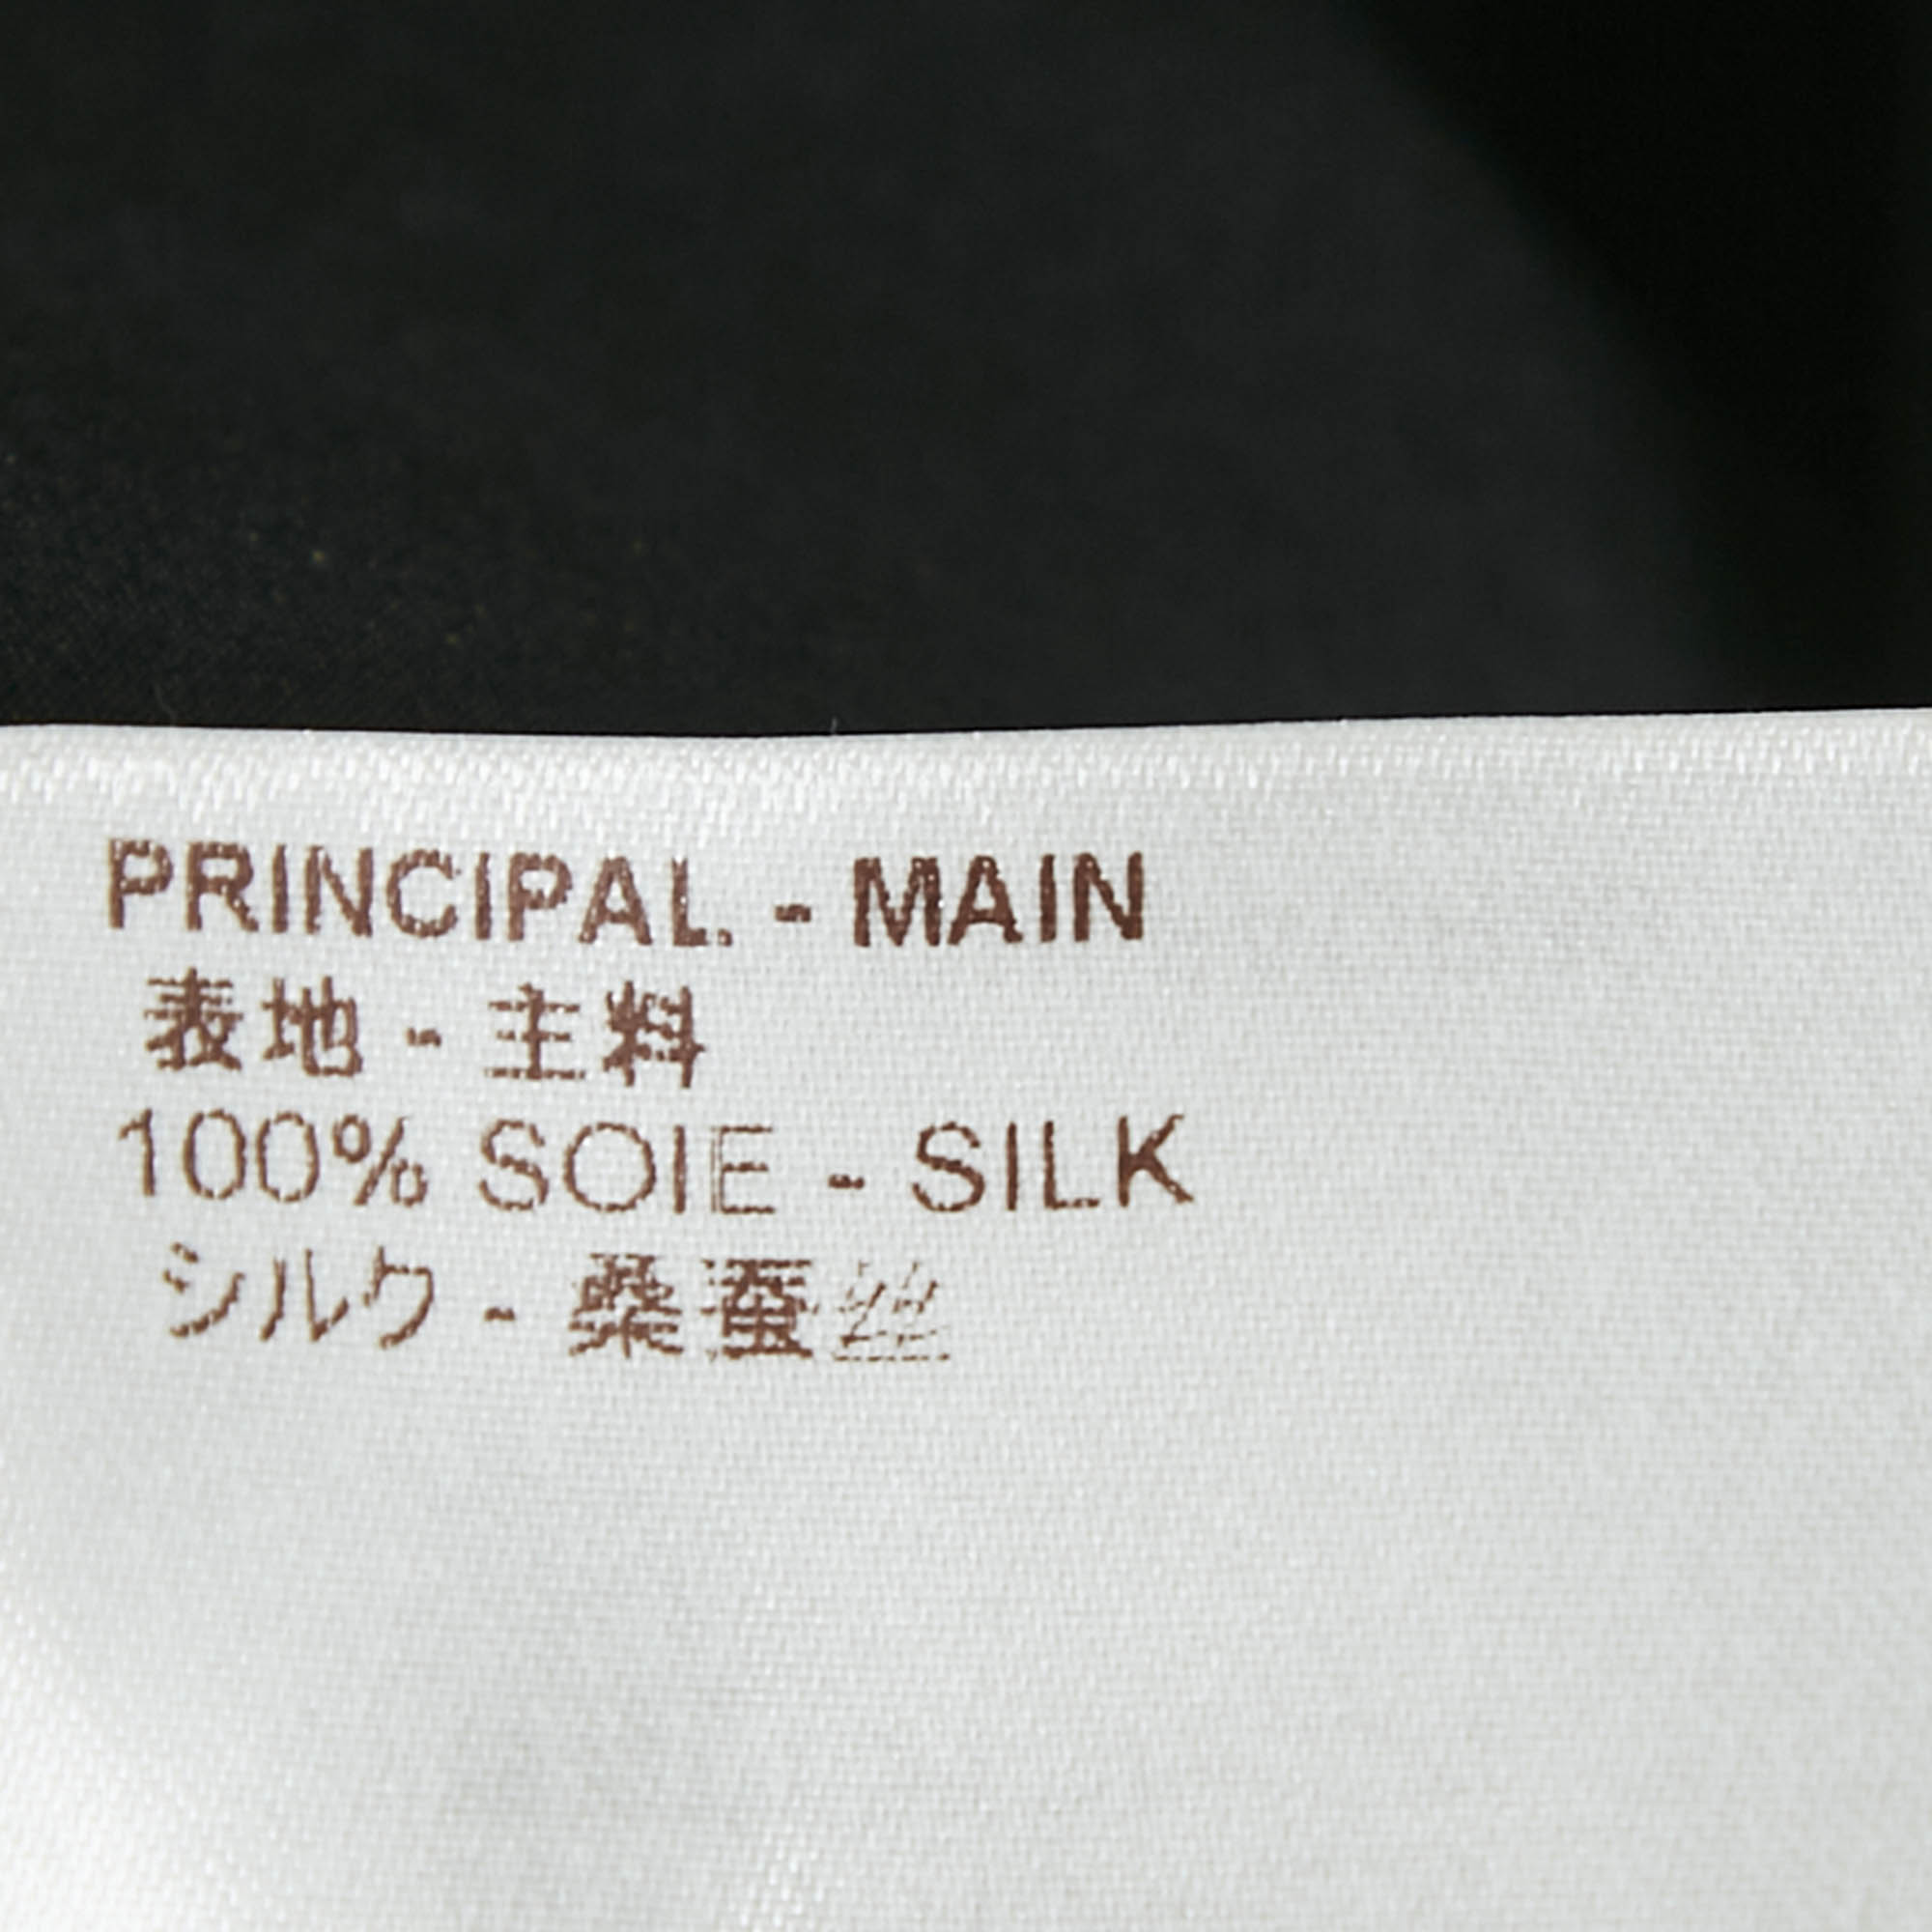 PRINCIPAL. - MAIN
表地 - 主料
100% SOIE - SILK
シルク - 桑蚕丝